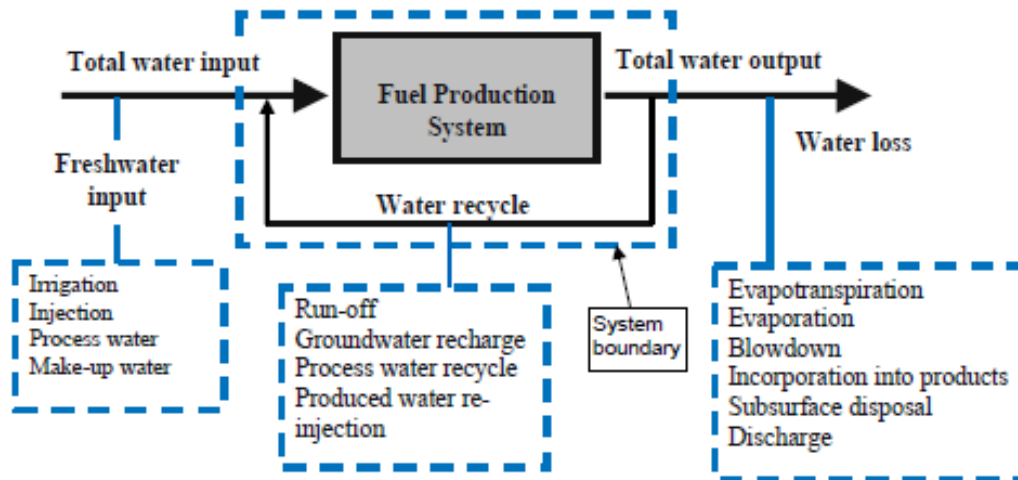 Total water input
Fuel Production
System
Total water output
Water loss
Freshwater
input
Water recycle
Irrigation
Injection
Process water
Make-up water
Run-off
Groundwater recharge
Process water recycle
Produced water re-
injection
System
boundary
Evapotranspiration
Evaporation
Blowdown
Incorporation into products
Subsurface disposal
Discharge